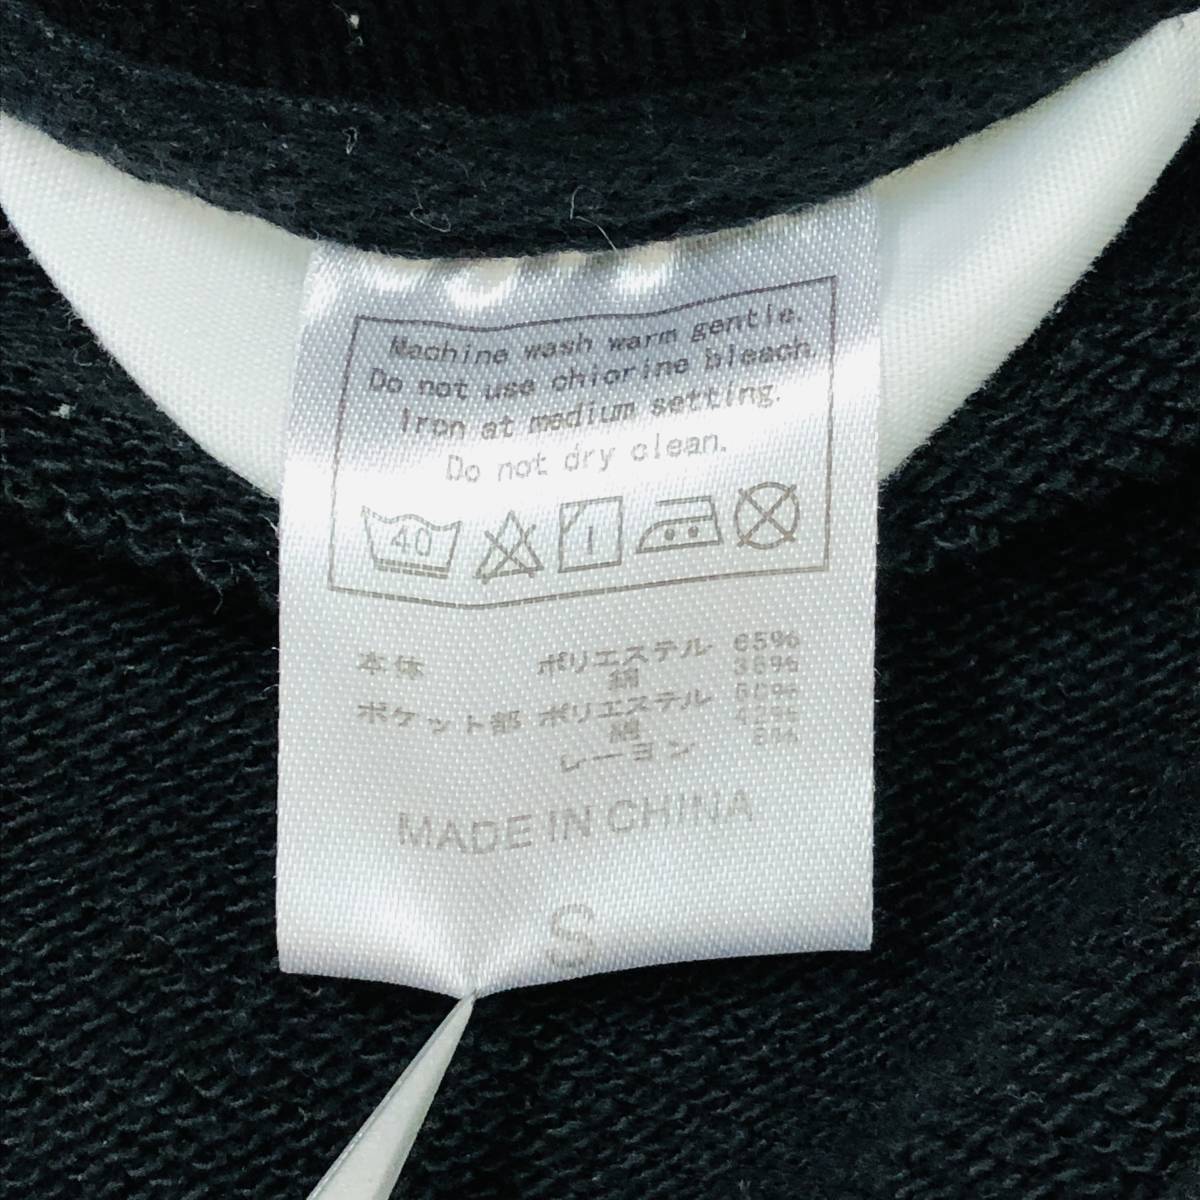 Machine wash warm gentle.
Do not use chiorine bleach.
Iron at medium setting.
Do not dry clean.
40
本体 ポリエステル 65%
綿 35%
ポケット部 ポリエステル
綿
レーヨン
MADE IN CHINA
S